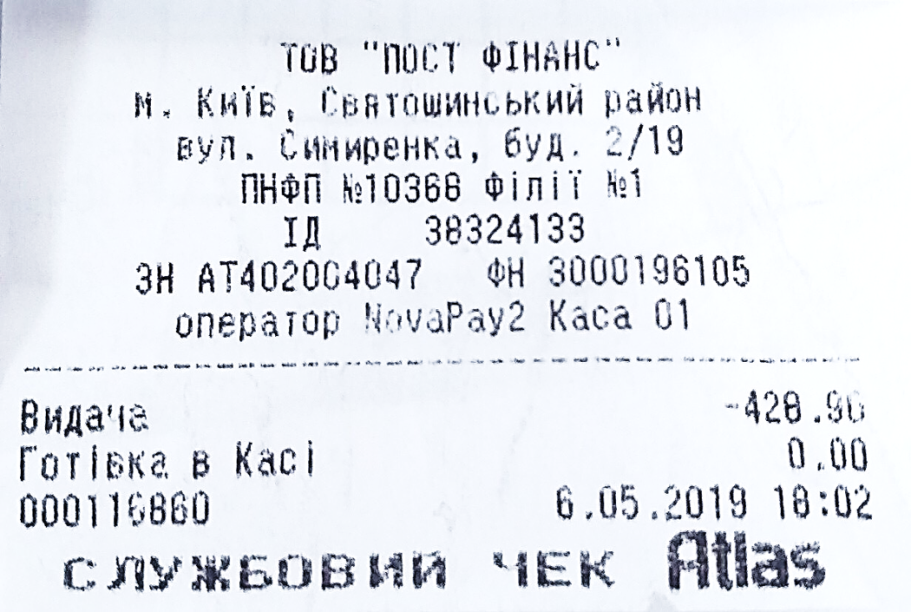 ТОВ "ПОСТ ФІНАНС"
м. Київ, Святошинський район
вул. Симиренка, буд. 2/19
ПНФП №10368 Філії №1
ІД 38324133
ЗН АТ402004047 ФН 3000196105
оператор NovaPay2 Каса 01
Видача -428.90
Готівка в Касі 0.00
000116860 6.05.2019 18:02
СЛУЖБОВИЙ ЧЕК Atlas